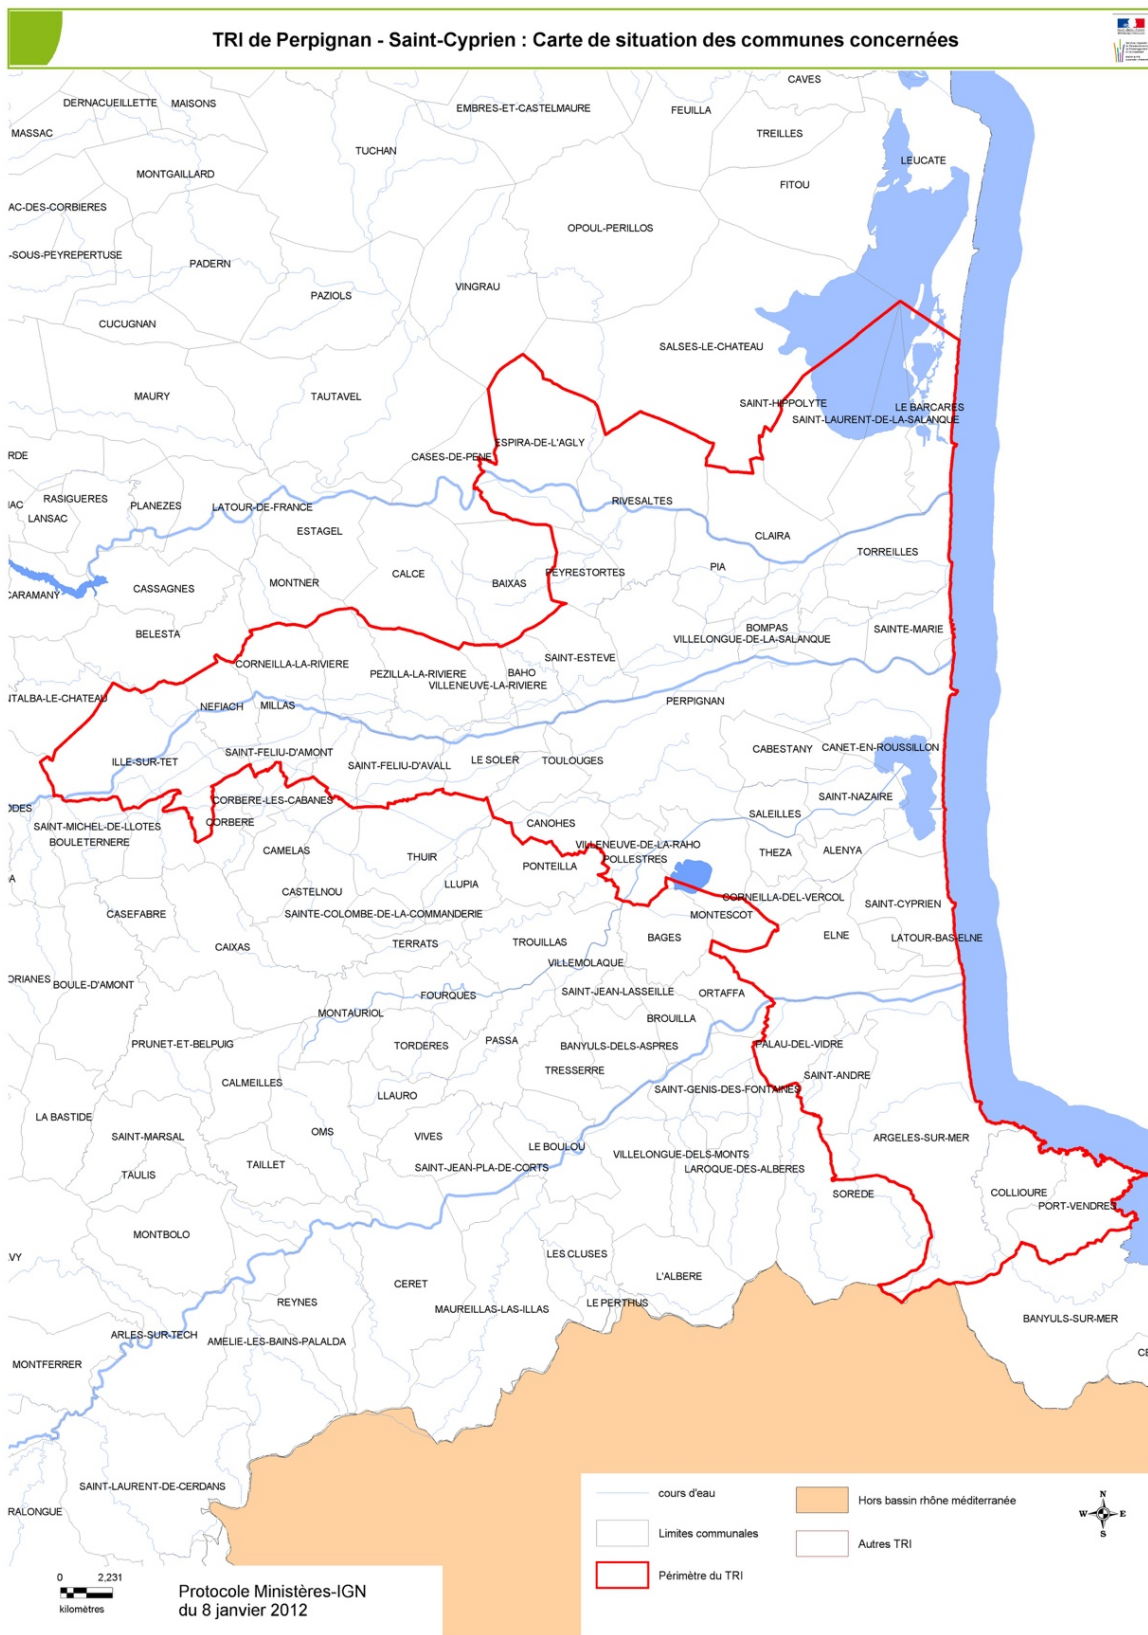 TRI de Perpignan - Saint-Cyprien : Carte de situation des communes concernées
CAVES
DERNACUEILLETTE
MAISONS
EMBRES-ET-CASTELMAURE
FEUILLA
MASSAC
TREILLES
TUCHAN
LEUCATE
MONTGAILLARD
FITOU
AC-DES-CORBIERES
OPOUL-PERILLOS
-SOUS-PEYREPERTUSE
PADERN
VINGRAU
PAZIOLS
CUCUGNAN
SALSES-LE-CHATEAU
MAURY
TAUTAVEL
SAINT-HIPPOLYTE
LE BARCARES
SAINT-LAURENT-DE-LA-SALANQUE
ESPIRA-DE-L'AGLY
RDE
CASES-DE-PENE
RASIGUERES
PLANEZES
RIVESALTES
IAC
LATOUR-DE-FRANCE
LANSAC
ESTAGEL
CLAIRA
TORREILLES
PIA
CALCE
PEYRESTORTES
MONTNER
BAIXAS
CASSAGNES
CARAMANY
BOMPAS
SAINTE-MARIE
BELESTA
VILLELONGUE-DE-LA-SALANQUE
SAINT-ESTEVE
CORNEILLA-LA-RIVIERE
PEZILLA-LA-RIVIERE
BAHO
VILLENEUVE-LA-RIVIERE
NTALBA-LE-CHATEAU
PERPIGNAN
NEFIACH
MILLAS
CABESTANY
CANET-EN-ROUSSILLON
SAINT-FELIU-D'AMONT
ILLE-SUR-TET
SAINT-FELIU-D'AVALL
LE SOLER
TOULOUGES
SAINT-NAZAIRE
CORBERE-LES-CABANES
ODES
SALEILLES
CORBERE
CANOHES
SAINT-MICHEL-DE-LLOTES
BOULETERNERE
VILLENEUVE-DE-LA-RAHO
CAMELAS
THUIR
POLLESTRES
THEZA
ALENYA
PONTEILLA
LLUPIA
CASTELNOU
CORNEILLA-DEL-VERCOL
SAINT-CYPRIEN
CASEFABRE
SAINTE-COLOMBE-DE-LA-COMMANDERIE
MONTESCOT
CAIXAS
TERRATS
TROUILLAS
BAGES
ELNE
LATOUR-BAS-ELNE
VILLEMOLAQUE
ORIANES
BOULE-D'AMONT
FOURQUES
SAINT-JEAN-LASSEILLE
ORTAFFA
MONTAURIOL
BROUILLA
PRUNET-ET-BELPUIG
TORDERES
PASSA
BANYULS-DELS-ASPRES
PALAU-DEL-VIDRE
TRESSERRE
SAINT-ANDRE
CALMEILLES
LLAURO
SAINT-GENIS-DES-FONTAINES
LA BASTIDE
SAINT-MARSAL
OMS
VIVES
LE BOULOU
ARGELES-SUR-MER
VILLELONGUE-DELS-MONTS
TAULIS
TAILLET
SAINT-JEAN-PLA-DE-CORTS
LAROQUE-DES-ALBERES
SOREDE
COLLIOURE
PORT-VENDRES
MONTBOLO
VY
LES CLUSES
CERET
L'ALBERE
REYNES
MAUREILLAS-LAS-ILLAS
LE PERTHUS
BANYULS-SUR-MER
ARLES-SUR-TECH
AMELIE-LES-BAINS-PALALDA
CE
MONTFERRER
SAINT-LAURENT-DE-CERDANS
RALONGUE
cours d'eau
Limites communales
Périmètre du TRI
Hors bassin rhône méditerranée
Autres TRI
N
W E
S
0 2,231
kilomètres
Protocole Ministères-IGN
du 8 janvier 2012